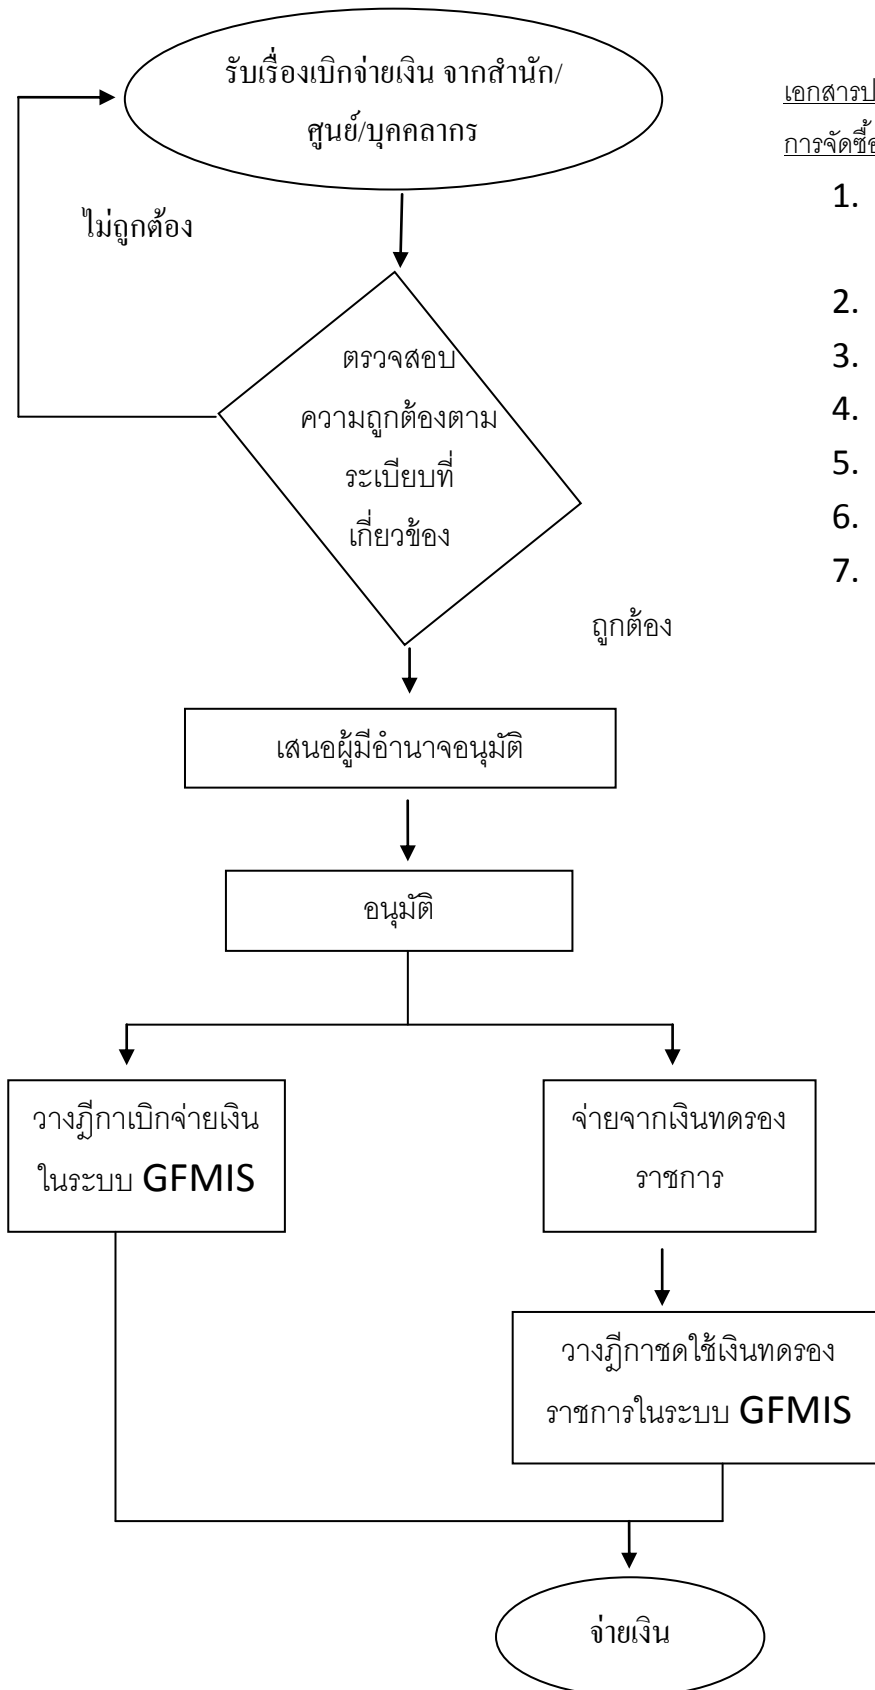 รับเรื่องเบิกจ่ายเงิน จากสำนัก/
ศูนย์/บุคคลากร
ไม่ถูกต้อง
ตรวจสอบ
ความถูกต้องตาม
ระเบียบที่
เกี่ยวข้อง
ถูกต้อง
เสนอผู้มีอำนาจอนุมัติ
อนุมัติ
วางฎีกาเบิกจ่ายเงิน
ในระบบ GFMIS
จ่ายจากเงินทดรอง
ราชการ
วางฎีกาชดใช้เงินทดรอง
ราชการในระบบ GFMIS
จ่ายเงิน
1.
2.
3.
4.
5.
6.
7.